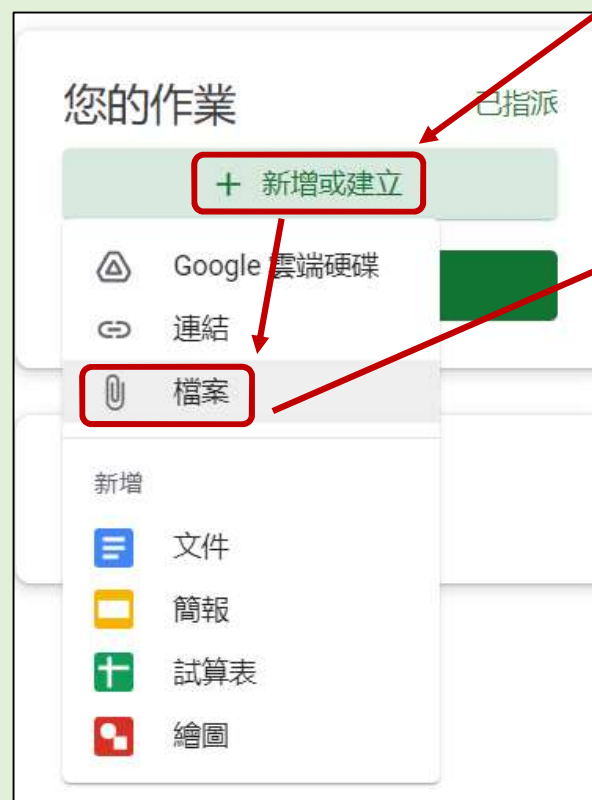 您的作業
已指派
+ 新增或建立
Google 雲端硬碟
連結
檔案
新增
文件
簡報
試算表
繪圖